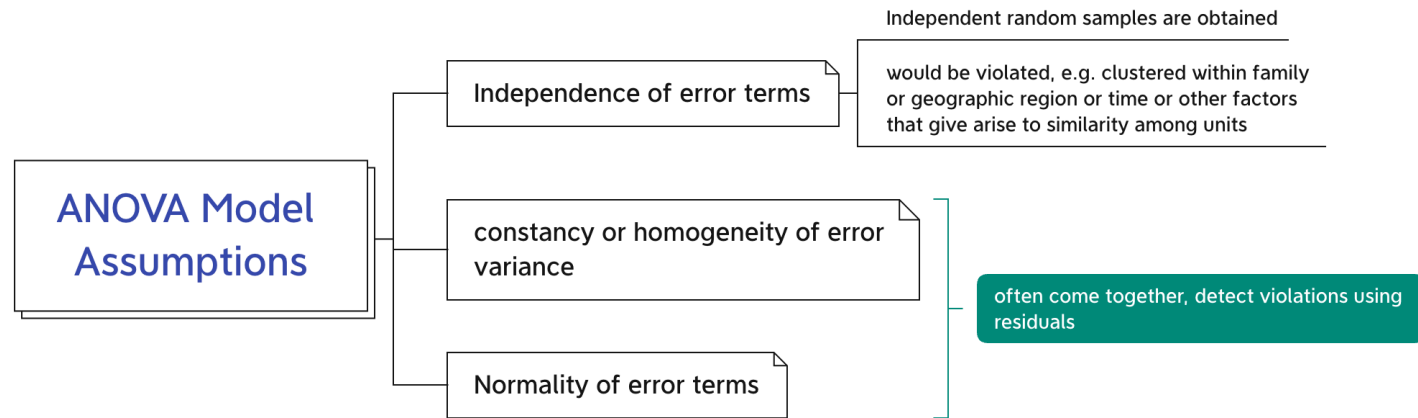 ANOVA Model
Assumptions
Independence of error terms
Independent random samples are obtained
would be violated, e.g. clustered within family
or geographic region or time or other factors
that give arise to similarity among units
constancy or homogeneity of error
variance
Normality of error terms
often come together, detect violations using
residuals